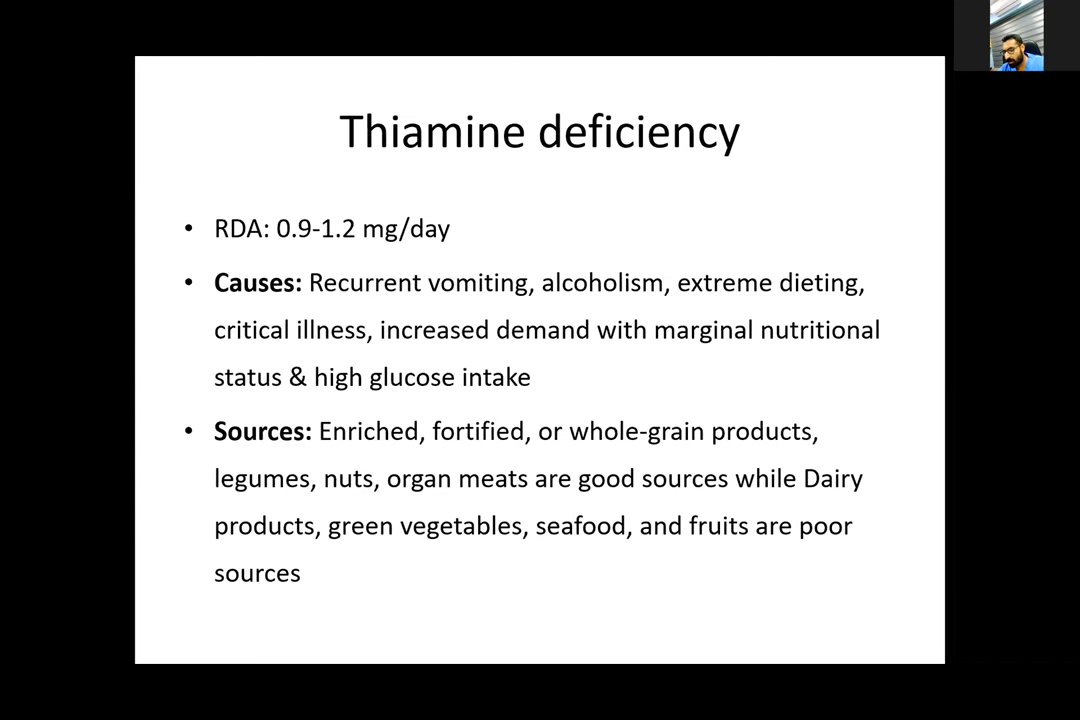 Thiamine deficiency
• RDA: 0.9-1.2 mg/day
• Causes: Recurrent vomiting, alcoholism, extreme dieting,
critical illness, increased demand with marginal nutritional
status & high glucose intake
• Sources: Enriched, fortified, or whole-grain products,
legumes, nuts, organ meats are good sources while Dairy
products, green vegetables, seafood, and fruits are poor
sources